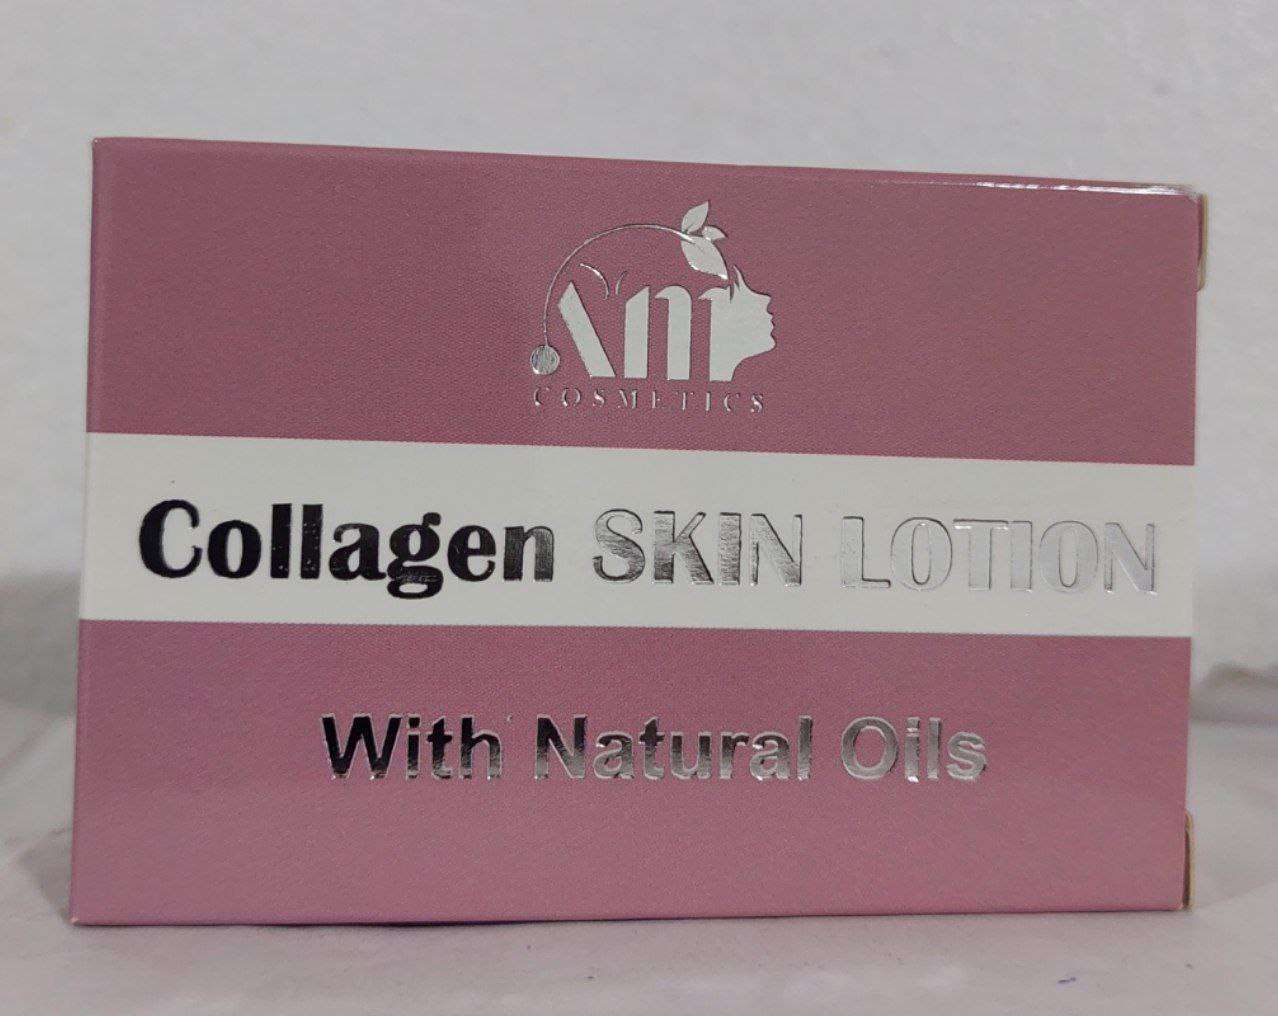 Am
COSMETICS
Collagen SKIN LOTION
With Natural Oils